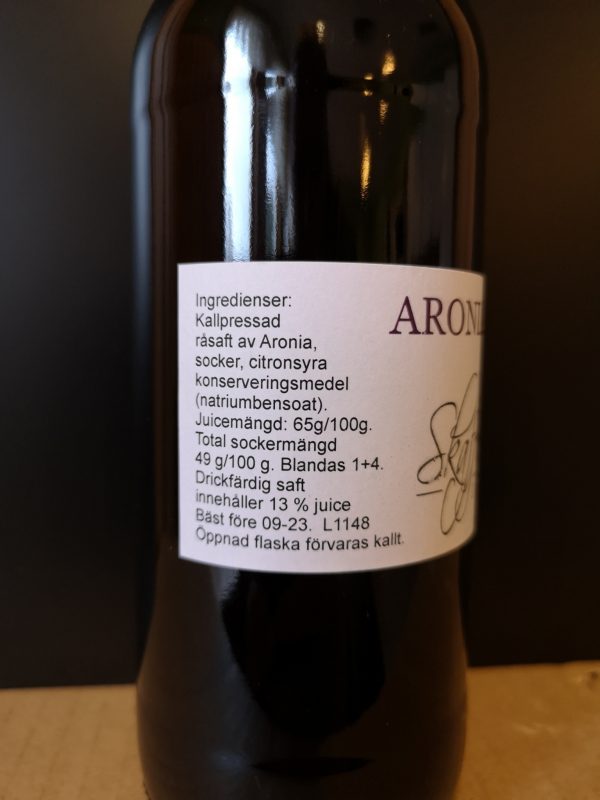 Ingredienser:
Kallpressad
råsaft av Aronia,
socker, citronsyra
konserveringsmedel
(natriumbensoat).
Juicemängd: 65g/100g.
Total sockermängd
49 g/100 g. Blandas 1+4.
Drickfärdig saft
innehåller 13 % juice
Bäst före 09-23. L1148
Öppnad flaska förvaras kallt.
ARONI